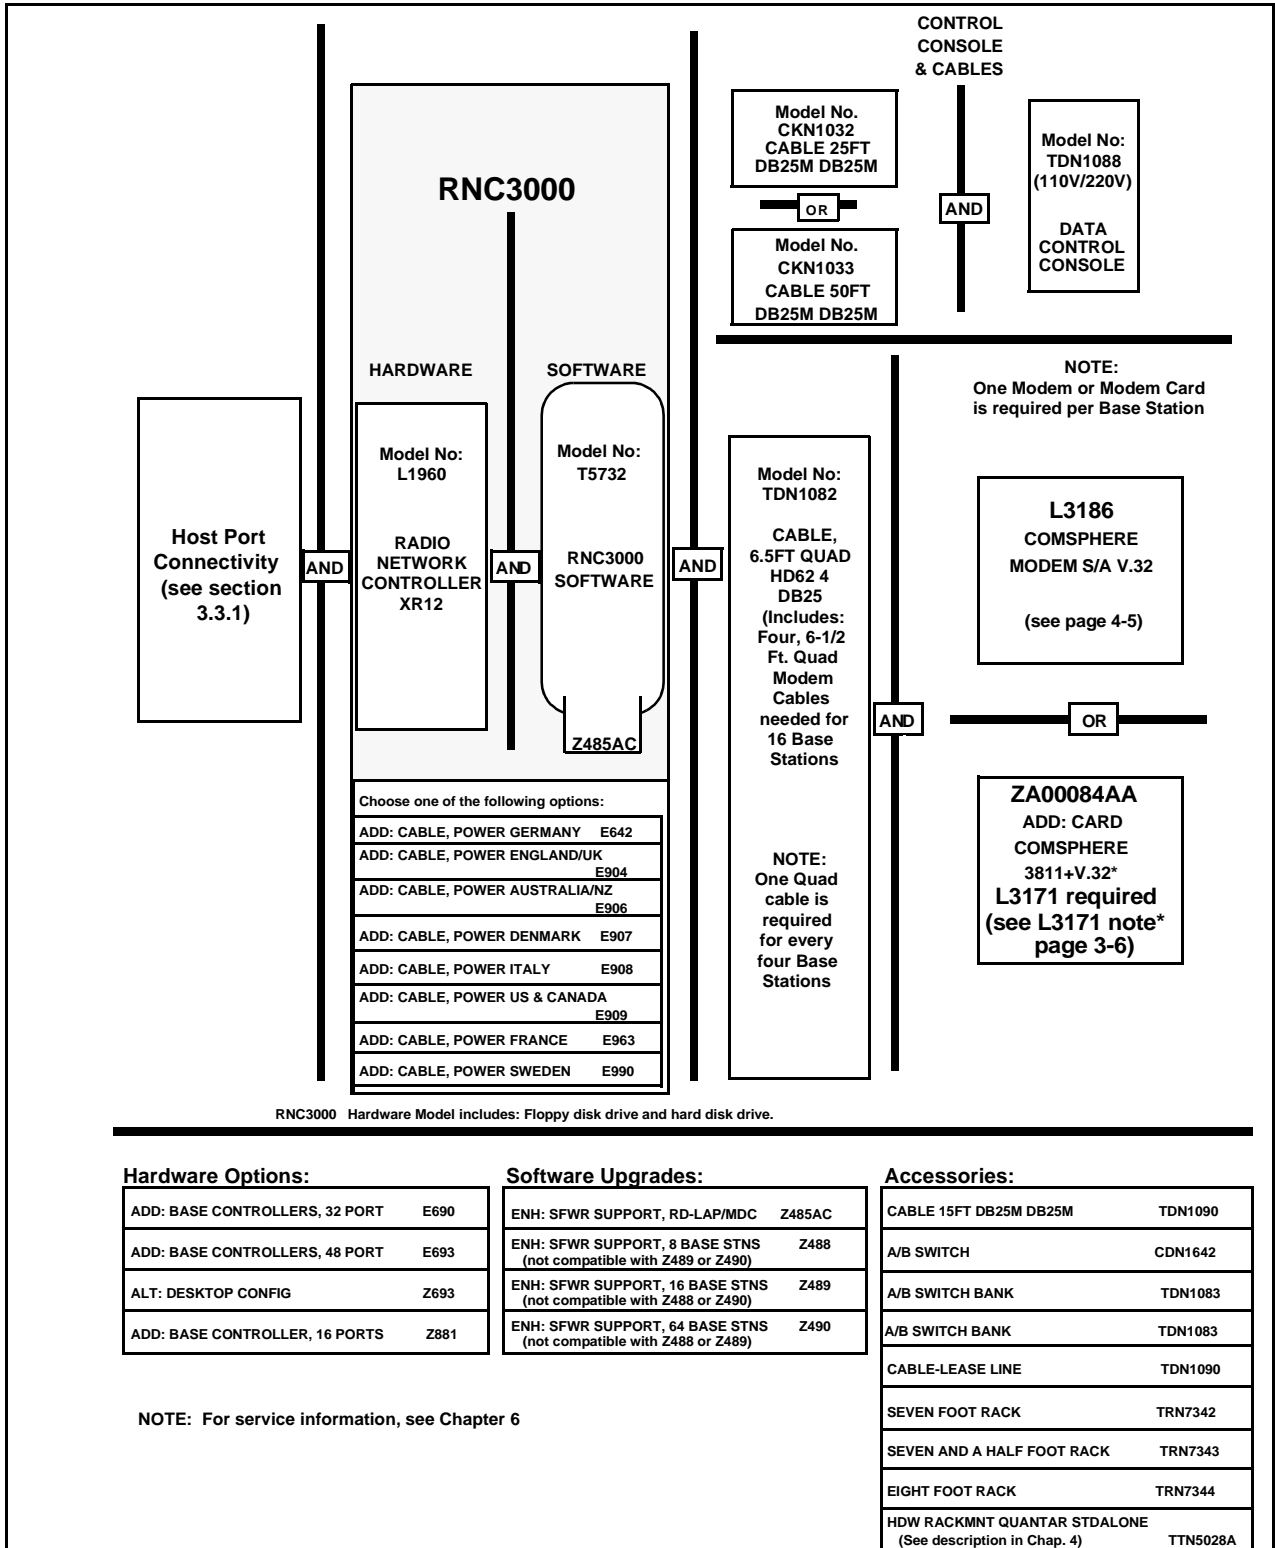 CONTROL
CONSOLE
& CABLES
Model No.
CKN1032
CABLE 25FT
DB25M DB25M
OR
Model No.
CKN1033
CABLE 50FT
DB25M DB25M
AND
Model No:
TDN1088
(110V/220V)
DATA
CONTROL
CONSOLE
RNC3000
HARDWARE
SOFTWARE
Host Port
Connectivity
(see section
3.3.1)
AND
Model No:
L1960
RADIO
NETWORK
CONTROLLER
XR12
AND
Model No:
T5732
RNC3000
SOFTWARE
Z485AC
AND
Model No:
TDN1082
CABLE,
6.5FT QUAD
HD62 4
DB25
(Includes:
Four, 6-1/2
Ft. Quad
Modem
Cables
needed for
16 Base
Stations
NOTE:
One Quad
cable is
required
for every
four Base
Stations
AND
NOTE:
One Modem or Modem Card
is required per Base Station
L3186
COMSPHERE
MODEM S/A V.32
(see page 4-5)
OR
ZA00084AA
ADD: CARD
COMSPHERE
3811+V.32*
L3171 required
(see L3171 note*
page 3-6)
Choose one of the following options:
ADD: CABLE, POWER GERMANY E642
ADD: CABLE, POWER ENGLAND/UK
E904
ADD: CABLE, POWER AUSTRALIA/NZ
E906
ADD: CABLE, POWER DENMARK E907
ADD: CABLE, POWER ITALY E908
ADD: CABLE, POWER US & CANADA
E909
ADD: CABLE, POWER FRANCE E963
ADD: CABLE, POWER SWEDEN E990
RNC3000 Hardware Model includes: Floppy disk drive and hard disk drive.
Hardware Options:
ADD: BASE CONTROLLERS, 32 PORT E690
ADD: BASE CONTROLLERS, 48 PORT E693
ALT: DESKTOP CONFIG Z693
ADD: BASE CONTROLLER, 16 PORTS Z881
Software Upgrades:
ENH: SFWR SUPPORT, RD-LAP/MDC Z485AC
ENH: SFWR SUPPORT, 8 BASE STNS Z488
(not compatible with Z489 or Z490)
ENH: SFWR SUPPORT, 16 BASE STNS Z489
(not compatible with Z488 or Z490)
ENH: SFWR SUPPORT, 64 BASE STNS Z490
(not compatible with Z488 or Z489)
Accessories:
CABLE 15FT DB25M DB25M TDN1090
A/B SWITCH CDN1642
A/B SWITCH BANK TDN1083
A/B SWITCH BANK TDN1083
CABLE-LEASE LINE TDN1090
SEVEN FOOT RACK TRN7342
SEVEN AND A HALF FOOT RACK TRN7343
EIGHT FOOT RACK TRN7344
HDW RACKMNT QUANTAR STDALONE
(See description in Chap. 4) TTN5028A
NOTE: For service information, see Chapter 6